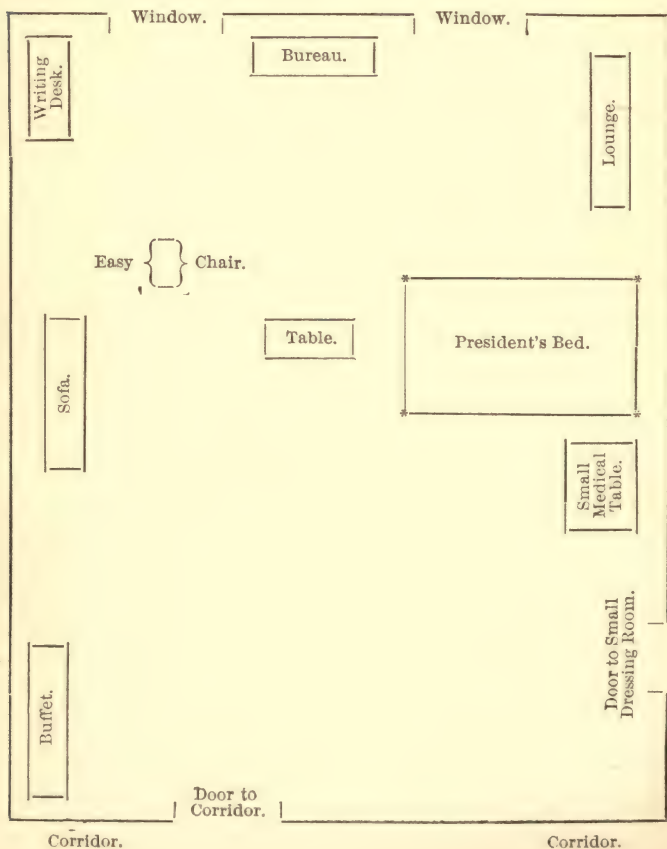 Window.
Window.
Bureau.
Writing
Desk.
Lounge.
Easy
Chair.
Table.
President's Bed.
Sofa.
Small
Medical
Table.
Door to Small
Dressing Room.
Buffet.
Door to
Corridor.
Corridor.
Corridor.